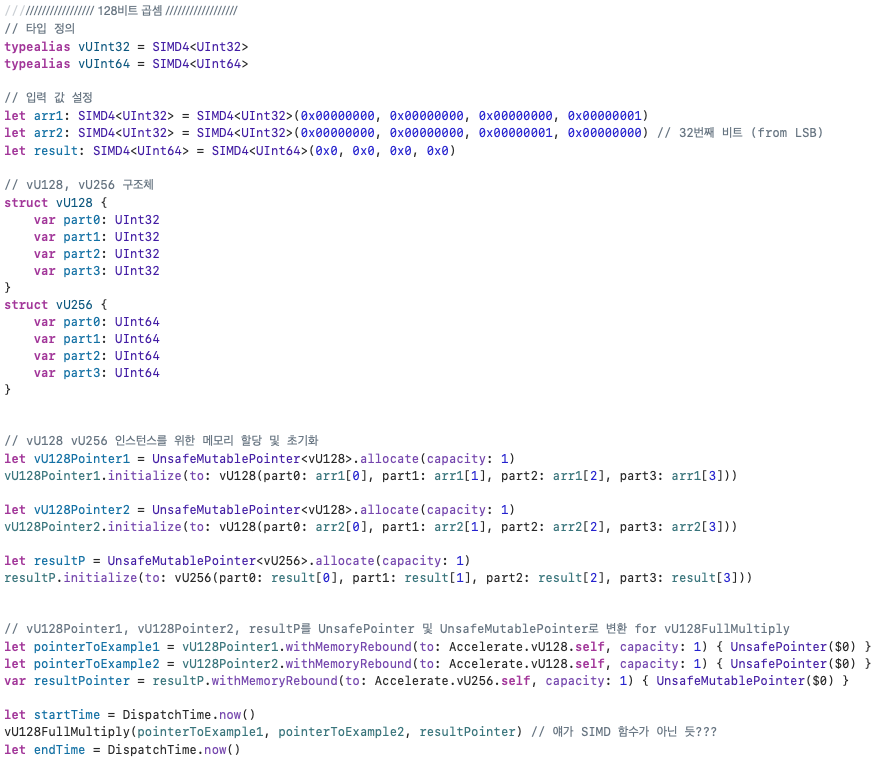 ///////////////////// 128비트 곱셈 //////////////////
// 타입 정의
typealias vUInt32 = SIMD4<UInt32>
typealias vUInt64 = SIMD4<UInt64>
// 입력 값 설정
let arr1: SIMD4<UInt32> = SIMD4<UInt32>(0x00000000, 0x00000000, 0x00000000, 0x00000001)
let arr2: SIMD4<UInt32> = SIMD4<UInt32>(0x00000000, 0x00000000, 0x00000001, 0x00000000) // 32번째 비트 (from LSB)
let result: SIMD4<UInt64> = SIMD4<UInt64>(0x0, 0x0, 0x0, 0x0)
// vU128, vU256 구조체
struct vU128 {
    var part0: UInt32
    var part1: UInt32
    var part2: UInt32
    var part3: UInt32
}
struct vU256 {
    var part0: UInt64
    var part1: UInt64
    var part2: UInt64
    var part3: UInt64
}
// vU128 vU256 인스턴스를 위한 메모리 할당 및 초기화
let vU128Pointer1 = UnsafeMutablePointer<vU128>.allocate(capacity: 1)
vU128Pointer1.initialize(to: vU128(part0: arr1[0], part1: arr1[1], part2: arr1[2], part3: arr1[3]))
let vU128Pointer2 = UnsafeMutablePointer<vU128>.allocate(capacity: 1)
vU128Pointer2.initialize(to: vU128(part0: arr2[0], part1: arr2[1], part2: arr2[2], part3: arr2[3]))
let resultP = UnsafeMutablePointer<vU256>.allocate(capacity: 1)
resultP.initialize(to: vU256(part0: result[0], part1: result[1], part2: result[2], part3: result[3]))
// vU128Pointer1, vU128Pointer2, resultP를 UnsafePointer 및 UnsafeMutablePointer로 변환 for vU128FullMultiply
let pointerToExample1 = vU128Pointer1.withMemoryRebound(to: Accelerate.vU128.self, capacity: 1) { UnsafePointer($0) }
let pointerToExample2 = vU128Pointer2.withMemoryRebound(to: Accelerate.vU128.self, capacity: 1) { UnsafePointer($0) }
var resultPointer = resultP.withMemoryRebound(to: Accelerate.vU256.self, capacity: 1) { UnsafeMutablePointer($0) }
let startTime = DispatchTime.now()
vU128FullMultiply(pointerToExample1, pointerToExample2, resultPointer) // 얘가 SIMD 함수가 아닌 듯???
let endTime = DispatchTime.now()